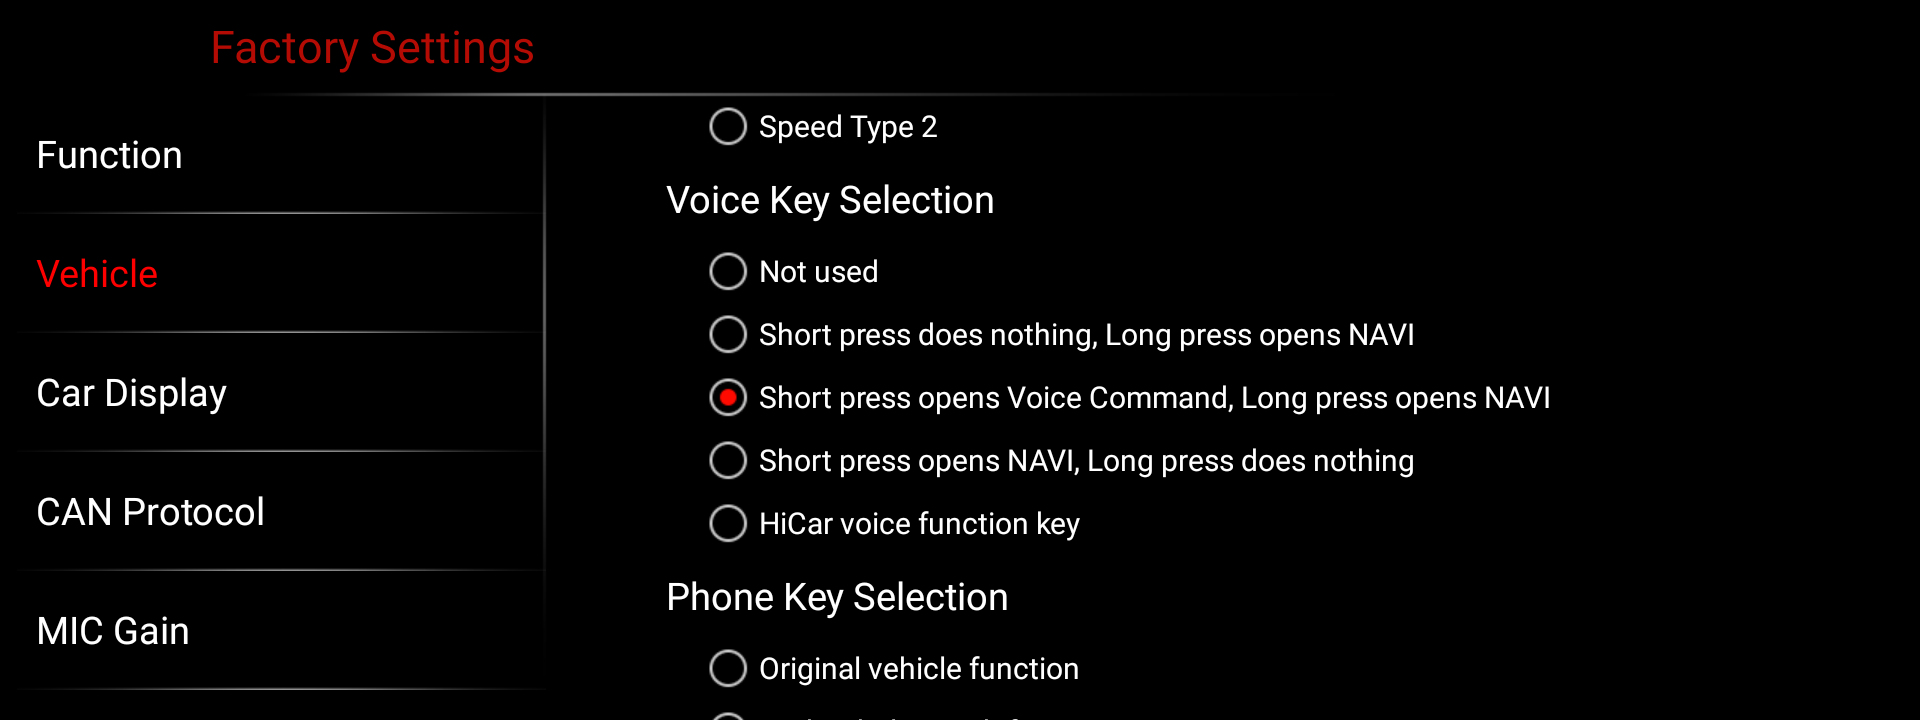 Factory Settings
Function
Vehicle
Car Display
CAN Protocol
MIC Gain
Speed Type 2
Voice Key Selection
Not used
Short press does nothing, Long press opens NAVI
Short press opens Voice Command, Long press opens NAVI
Short press opens NAVI, Long press does nothing
HiCar voice function key
Phone Key Selection
Original vehicle function